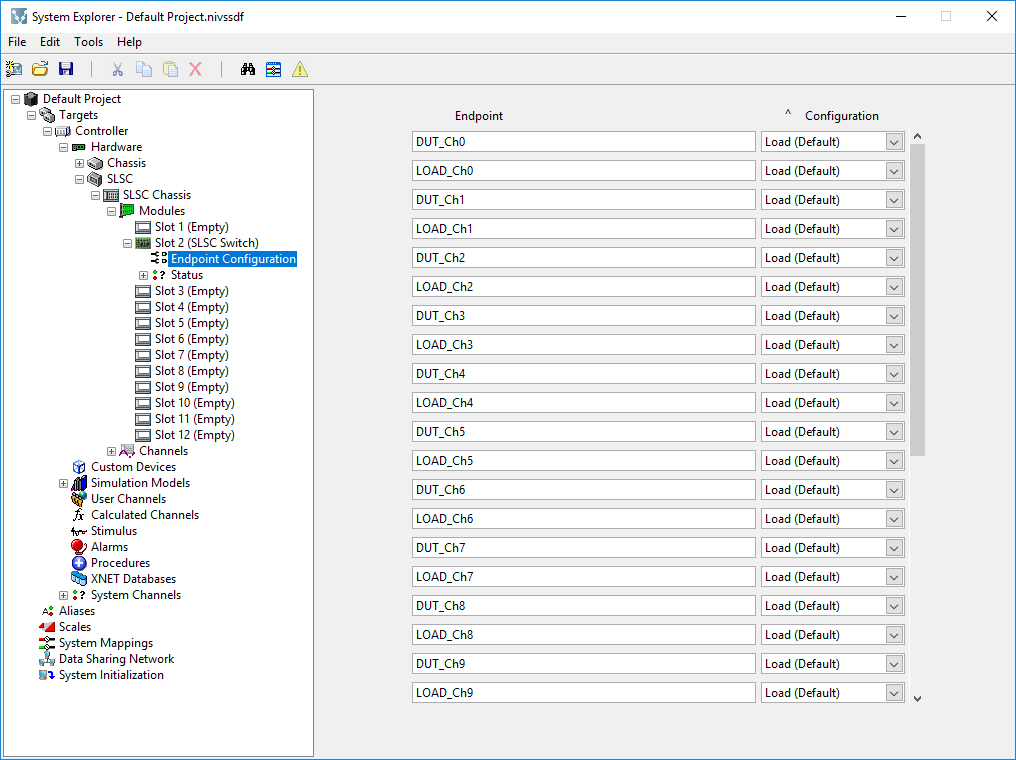 System Explorer - Default Project.nivssdf
File Edit Tools Help
Default Project
Targets
Controller
Hardware
Chassis
SLSC
SLSC Chassis
Modules
Slot 1 (Empty)
Slot 2 (SLSC Switch)
Endpoint Configuration
Status
Slot 3 (Empty)
Slot 4 (Empty)
Slot 5 (Empty)
Slot 6 (Empty)
Slot 7 (Empty)
Slot 8 (Empty)
Slot 9 (Empty)
Slot 10 (Empty)
Slot 11 (Empty)
Slot 12 (Empty)
Channels
Custom Devices
Simulation Models
User Channels
Calculated Channels
Stimulus
Alarms
Procedures
XNET Databases
System Channels
Aliases
Scales
System Mappings
Data Sharing Network
System Initialization
Endpoint ^ Configuration
DUT_Ch0 Load (Default)
LOAD_Ch0 Load (Default)
DUT_Ch1 Load (Default)
LOAD_Ch1 Load (Default)
DUT_Ch2 Load (Default)
LOAD_Ch2 Load (Default)
DUT_Ch3 Load (Default)
LOAD_Ch3 Load (Default)
DUT_Ch4 Load (Default)
LOAD_Ch4 Load (Default)
DUT_Ch5 Load (Default)
LOAD_Ch5 Load (Default)
DUT_Ch6 Load (Default)
LOAD_Ch6 Load (Default)
DUT_Ch7 Load (Default)
LOAD_Ch7 Load (Default)
DUT_Ch8 Load (Default)
LOAD_Ch8 Load (Default)
DUT_Ch9 Load (Default)
LOAD_Ch9 Load (Default)